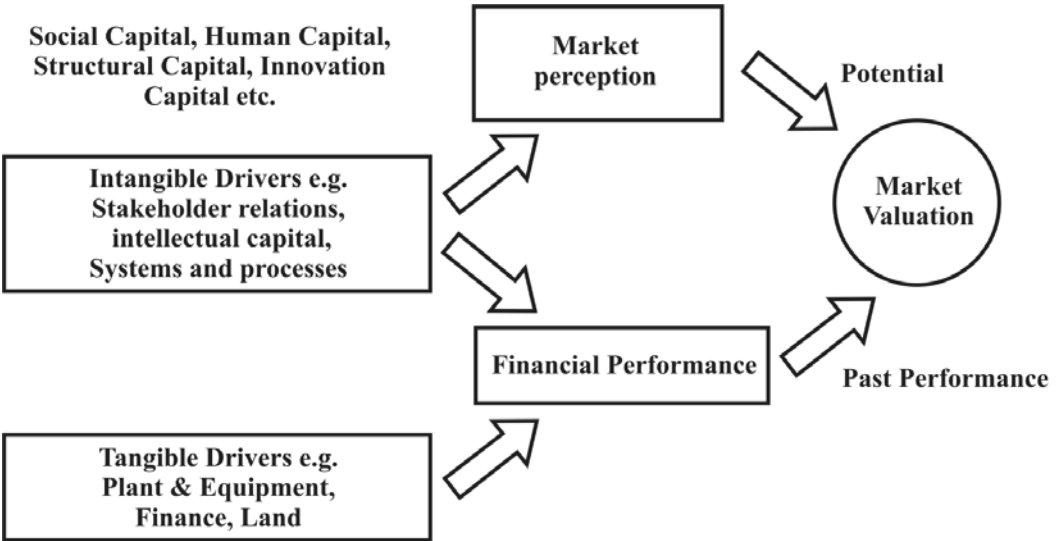 Social Capital, Human Capital,
Structural Capital, Innovation
Capital etc.
Market
perception
Potential
Intangible Drivers e.g.
Stakeholder relations,
intellectual capital,
Systems and processes
Market
Valuation
Financial Performance
Past Performance
Tangible Drivers e.g.
Plant & Equipment,
Finance, Land